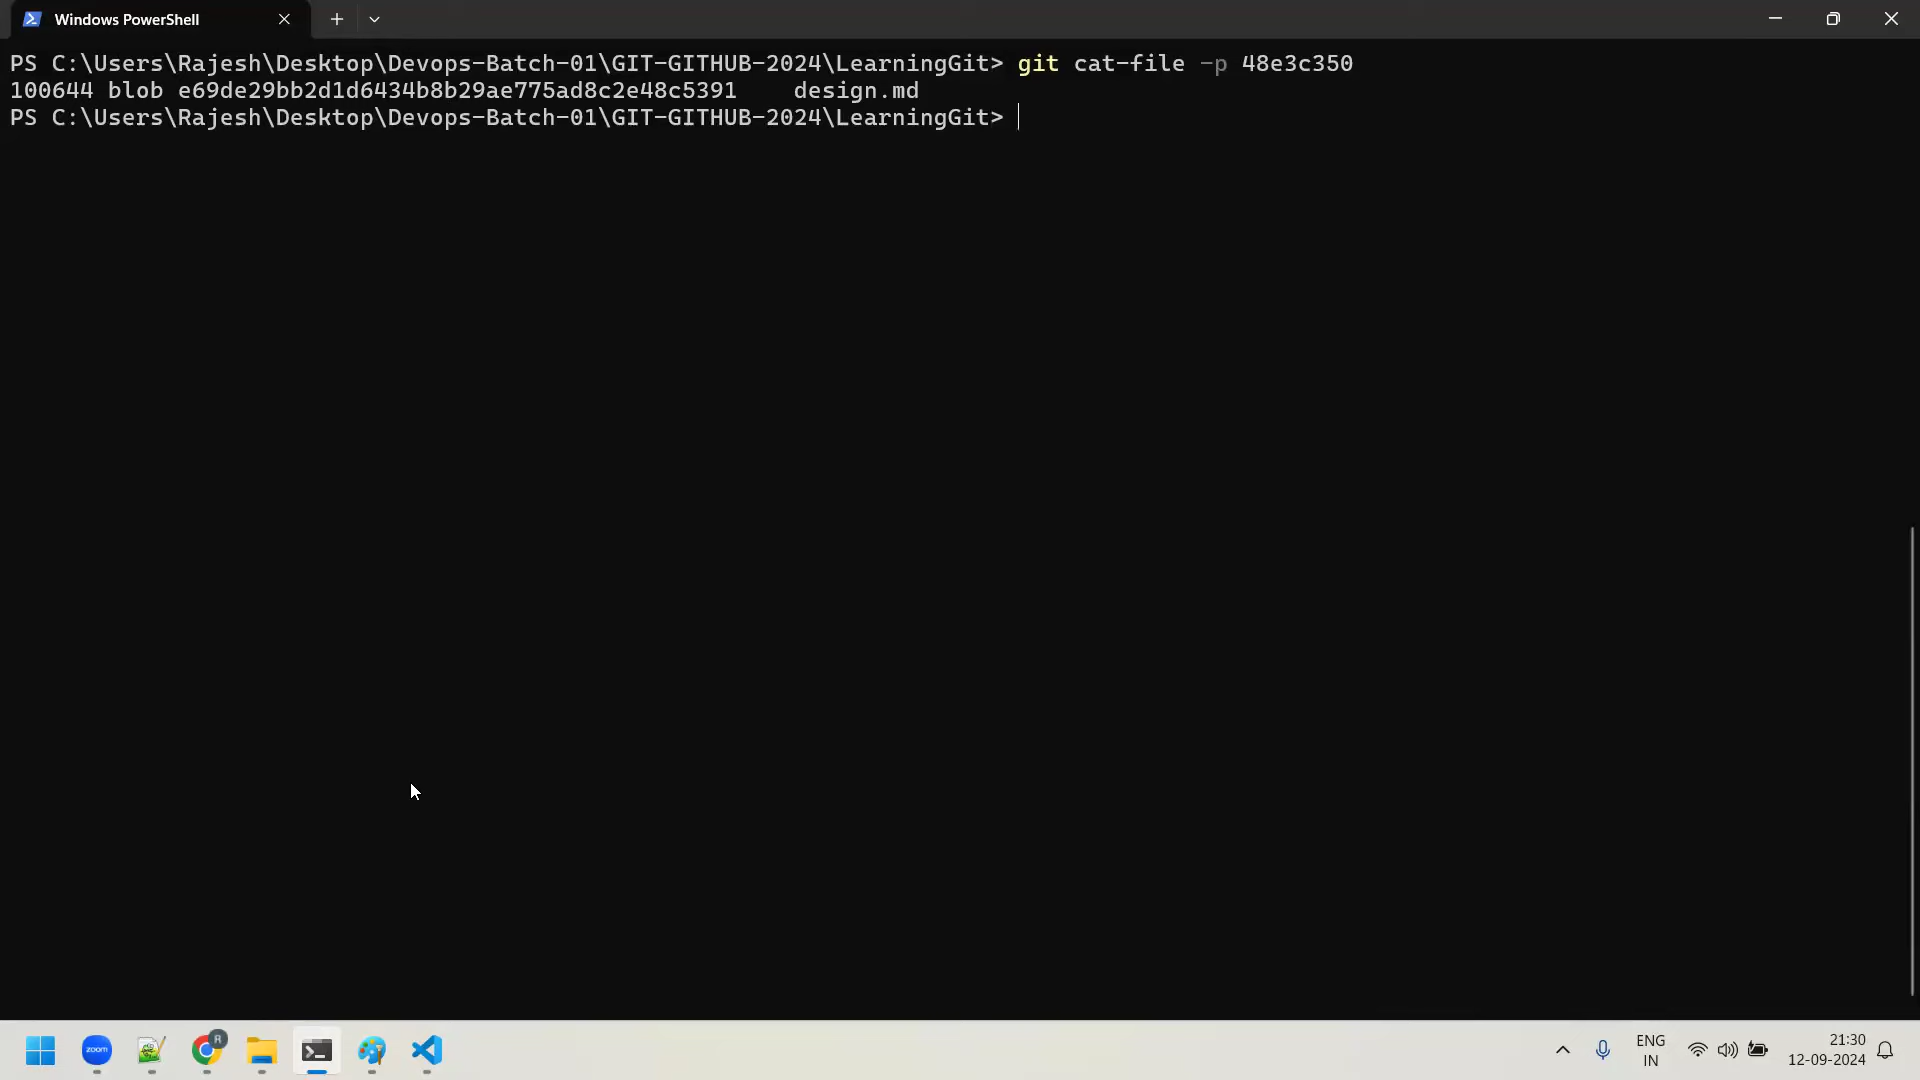 Windows PowerShell
PS C:\Users\Rajesh\Desktop\Devops-Batch-01\GIT-GITHUB-2024\LearningGit> git cat-file -p 48e3c350
100644 blob e69de29bb2d1d6434b8b29ae775ad8c2e48c5391    design.md
PS C:\Users\Rajesh\Desktop\Devops-Batch-01\GIT-GITHUB-2024\LearningGit>
zoom
R
ENG
IN
21:30
12-09-2024